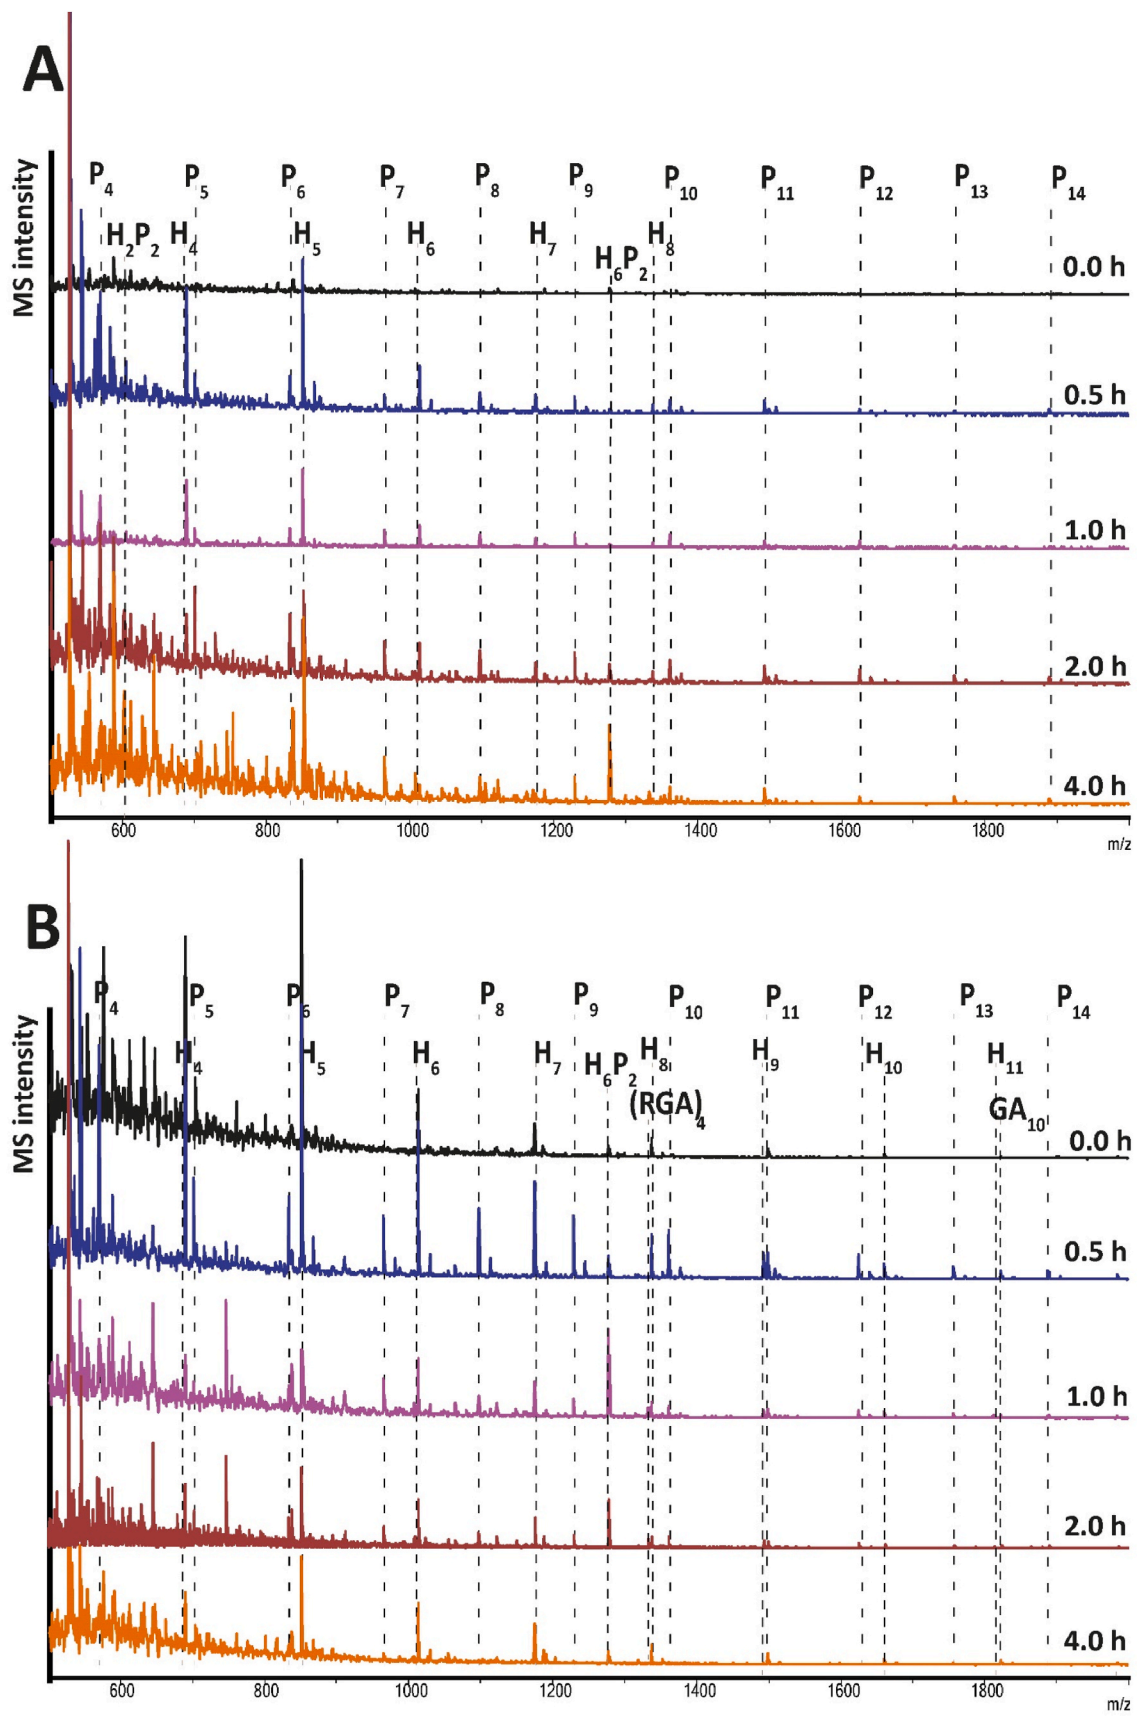 A
MS intensity
P4 P5 P6 P7 P8 P9 P10 P11 P12 P13 P14
H2P2 H4 H5 H6 H7 H6P2 H8
0.0 h
0.5 h
1.0 h
2.0 h
4.0 h
600 800 1000 1200 1400 1600 1800
m/z
B
MS intensity
P4 P5 P6 P7 P8 P9 P10 P11 P12 P13 P14
H4 H5 H6 H7 H6P2 H8 H9 H10 H11
(RGA)4 GA10
0.0 h
0.5 h
1.0 h
2.0 h
4.0 h
600 800 1000 1200 1400 1600 1800
m/z